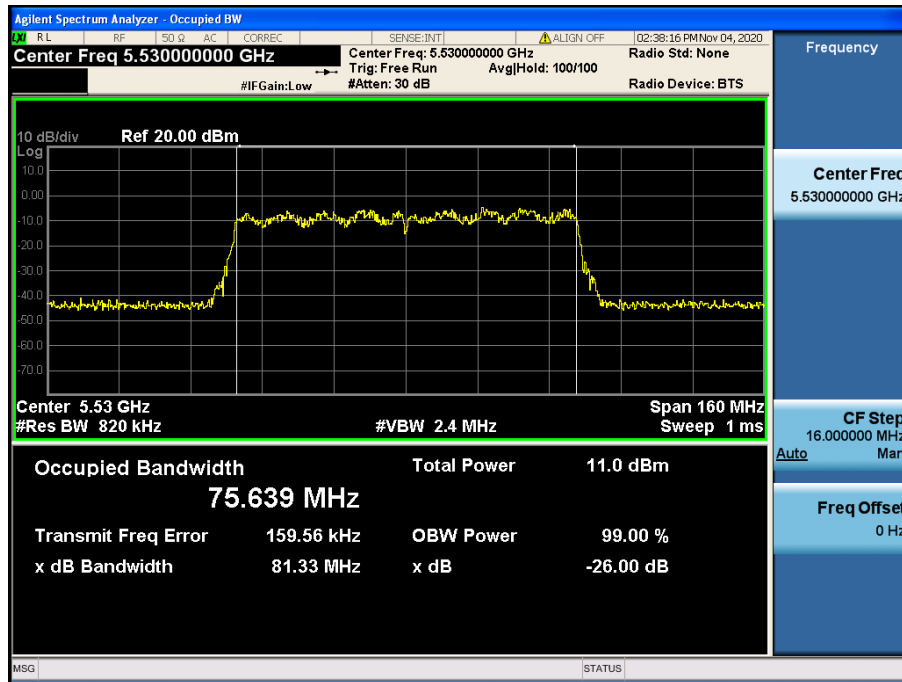 Agilent Spectrum Analyzer - Occupied BW
LXI RL RF 50 Ω AC CORREC SENSE:INT ALIGN OFF 02:38:16 PM Nov 04, 2020
Center Freq 5.530000000 GHz
Center Freq: 5.530000000 GHz
Radio Std: None
Trig: Free Run Avg|Hold: 100/100
#IFGain:Low
#Atten: 30 dB
Radio Device: BTS
10 dB/div Ref 20.00 dBm
Log
10.0
0.00
-10.0
-20.0
-30.0
-40.0
-50.0
-60.0
-70.0
Center 5.53 GHz
Span 160 MHz
#Res BW 820 kHz
#VBW 2.4 MHz
Sweep 1 ms
Occupied Bandwidth
Total Power 11.0 dBm
75.639 MHz
Transmit Freq Error 159.56 kHz
OBW Power 99.00 %
x dB Bandwidth 81.33 MHz
x dB -26.00 dB
MSG
STATUS
Frequency
Center Freq
5.530000000 GHz
CF Step
16.000000 MHz
Auto Man
Freq Offset
0 Hz